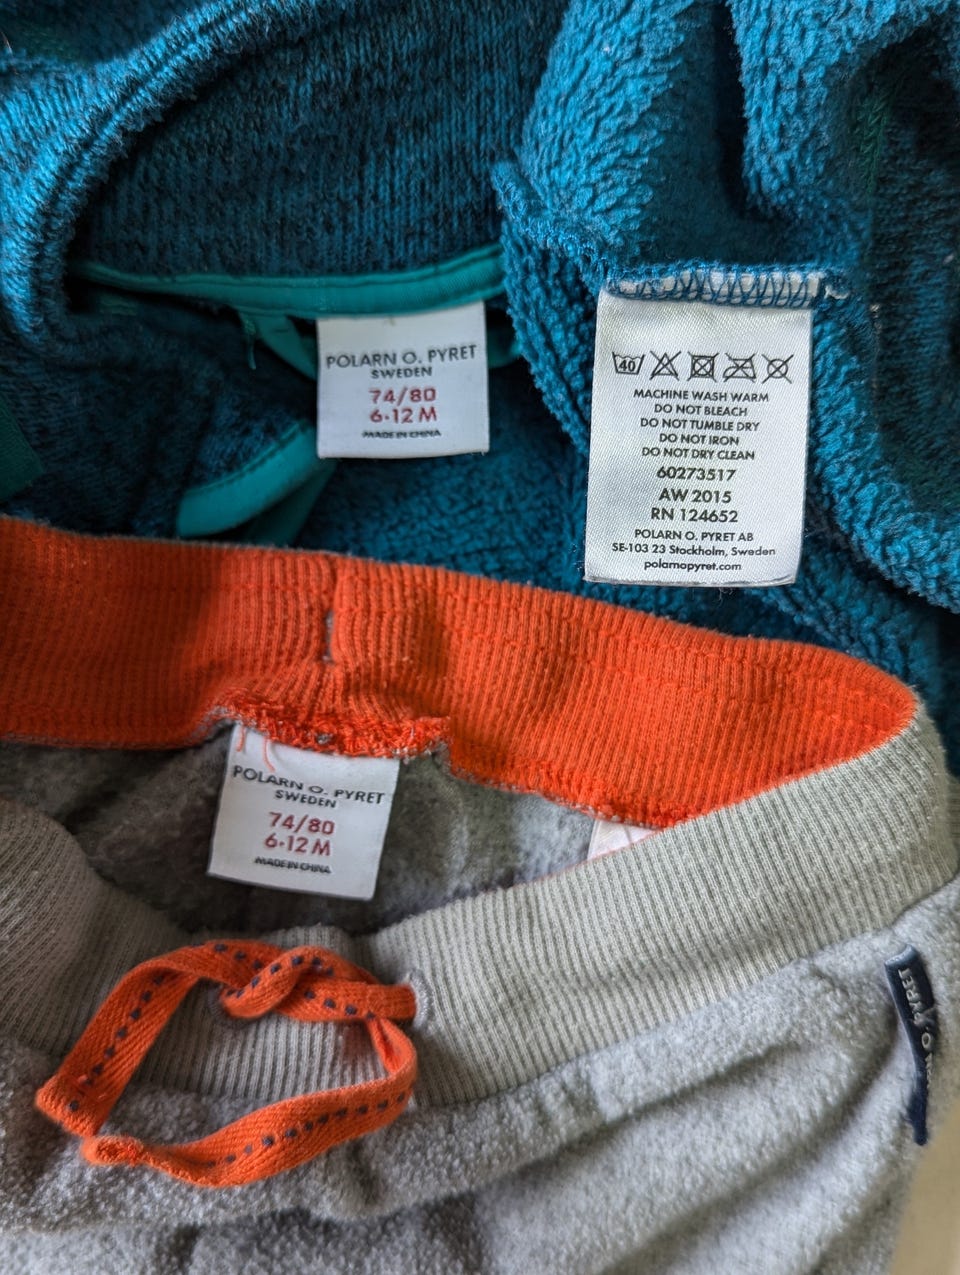 POLARN O. PYRET
SWEDEN
74/80
6-12 M
MADE IN CHINA
40
MACHINE WASH WARM
DO NOT BLEACH
DO NOT TUMBLE DRY
DO NOT IRON
DO NOT DRY CLEAN
60273517
AW 2015
RN 124652
POLARN O. PYRET AB
SE-103 23 Stockholm, Sweden
polarnopyret.com
POLARN O. PYRET
SWEDEN
74/80
6-12 M
MADE IN CHINA
O. PYRET